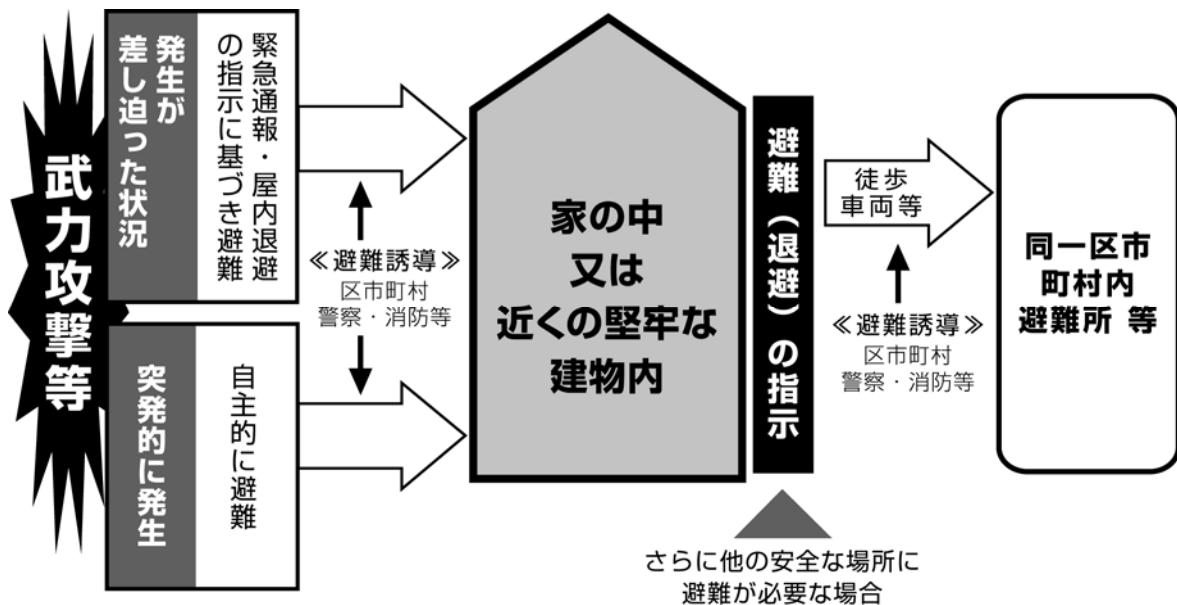 武力攻撃等
発生が
差し迫った状況
緊急通報・屋内退避
の指示に基づき避難
突発的に発生
自主的に避難
≪避難誘導≫
区市町村
警察・消防等
家の中
又は
近くの堅牢な
建物内
避難（退避）の指示
さらに他の安全な場所に
避難が必要な場合
徒歩
車両等
≪避難誘導≫
区市町村
警察・消防等
同一区市
町村内
避難所 等